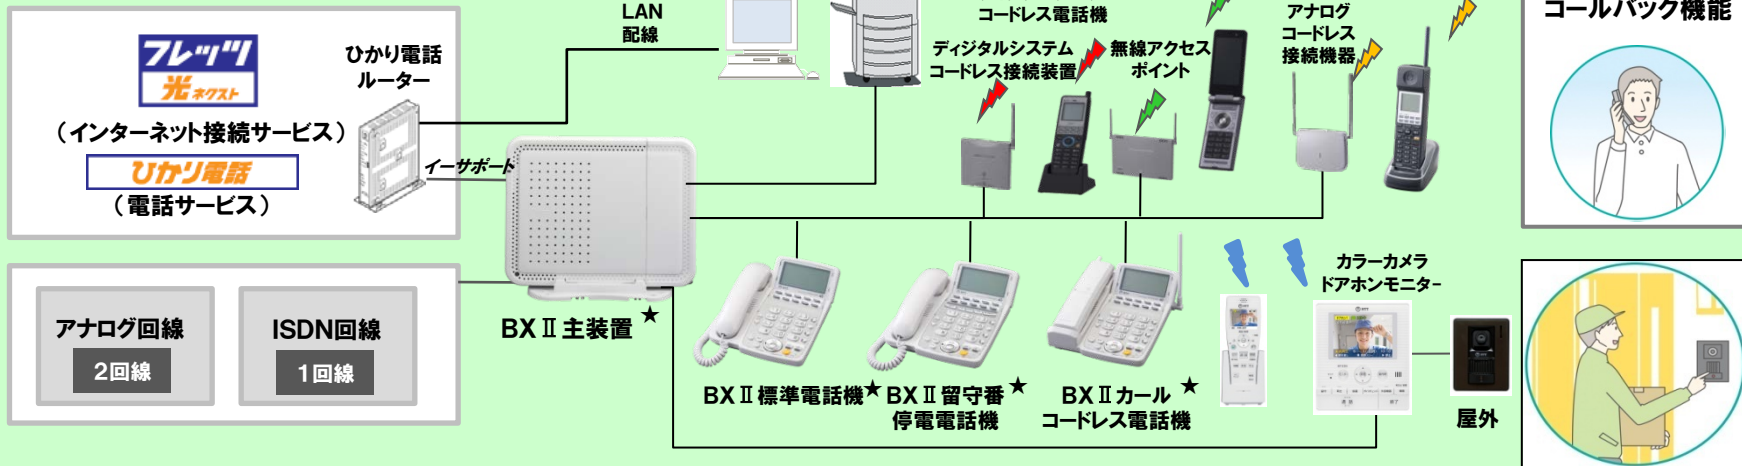 LAN
配線
コードレス電話機
アナログ
コードレス
接続機器
コールバック機能
フレッツ
光ネクスト
(インターネット接続サービス)
ひかり電話
(電話サービス)
ひかり電話
ルーター
イーサポート
ディジタルシステム
コードレス接続装置
無線アクセス
ポイント
アナログ回線
2回線
ISDN回線
1回線
BXⅡ主装置★
BXⅡ標準電話機★
BXⅡ留守番★
停電電話機
BXⅡカール★
コードレス電話機
カラーカメラ
ドアホンモニター
屋外